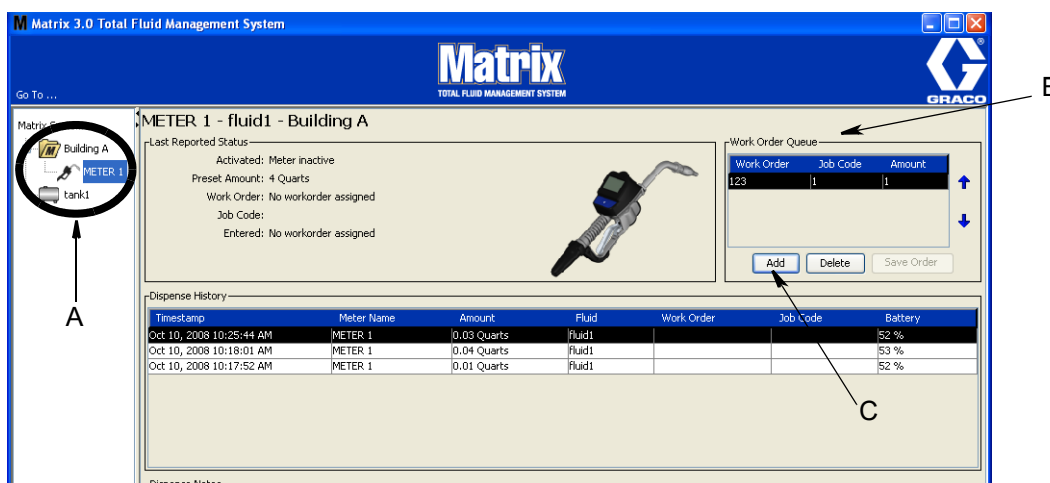 Matrix 3.0 Total Fluid Management System
Matrix
TOTAL FLUID MANAGEMENT SYSTEM
GRACO
Go To ...
METER 1 - fluid1 - Building A
Matrix
Building A
METER 1
tank1
A
Last Reported Status
Activated: Meter inactive
Preset Amount: 4 Quarts
Work Order: No workorder assigned
Job Code:
Entered: No workorder assigned
Work Order Queue
Work Order Job Code Amount
123 1 1
Add Delete Save Order
Dispense History
Timestamp Meter Name Amount Fluid Work Order Job Code Battery
Oct 10, 2008 10:25:44 AM METER 1 0.03 Quarts fluid1 52 %
Oct 10, 2008 10:18:01 AM METER 1 0.04 Quarts fluid1 53 %
Oct 10, 2008 10:17:52 AM METER 1 0.01 Quarts fluid1 52 %
C